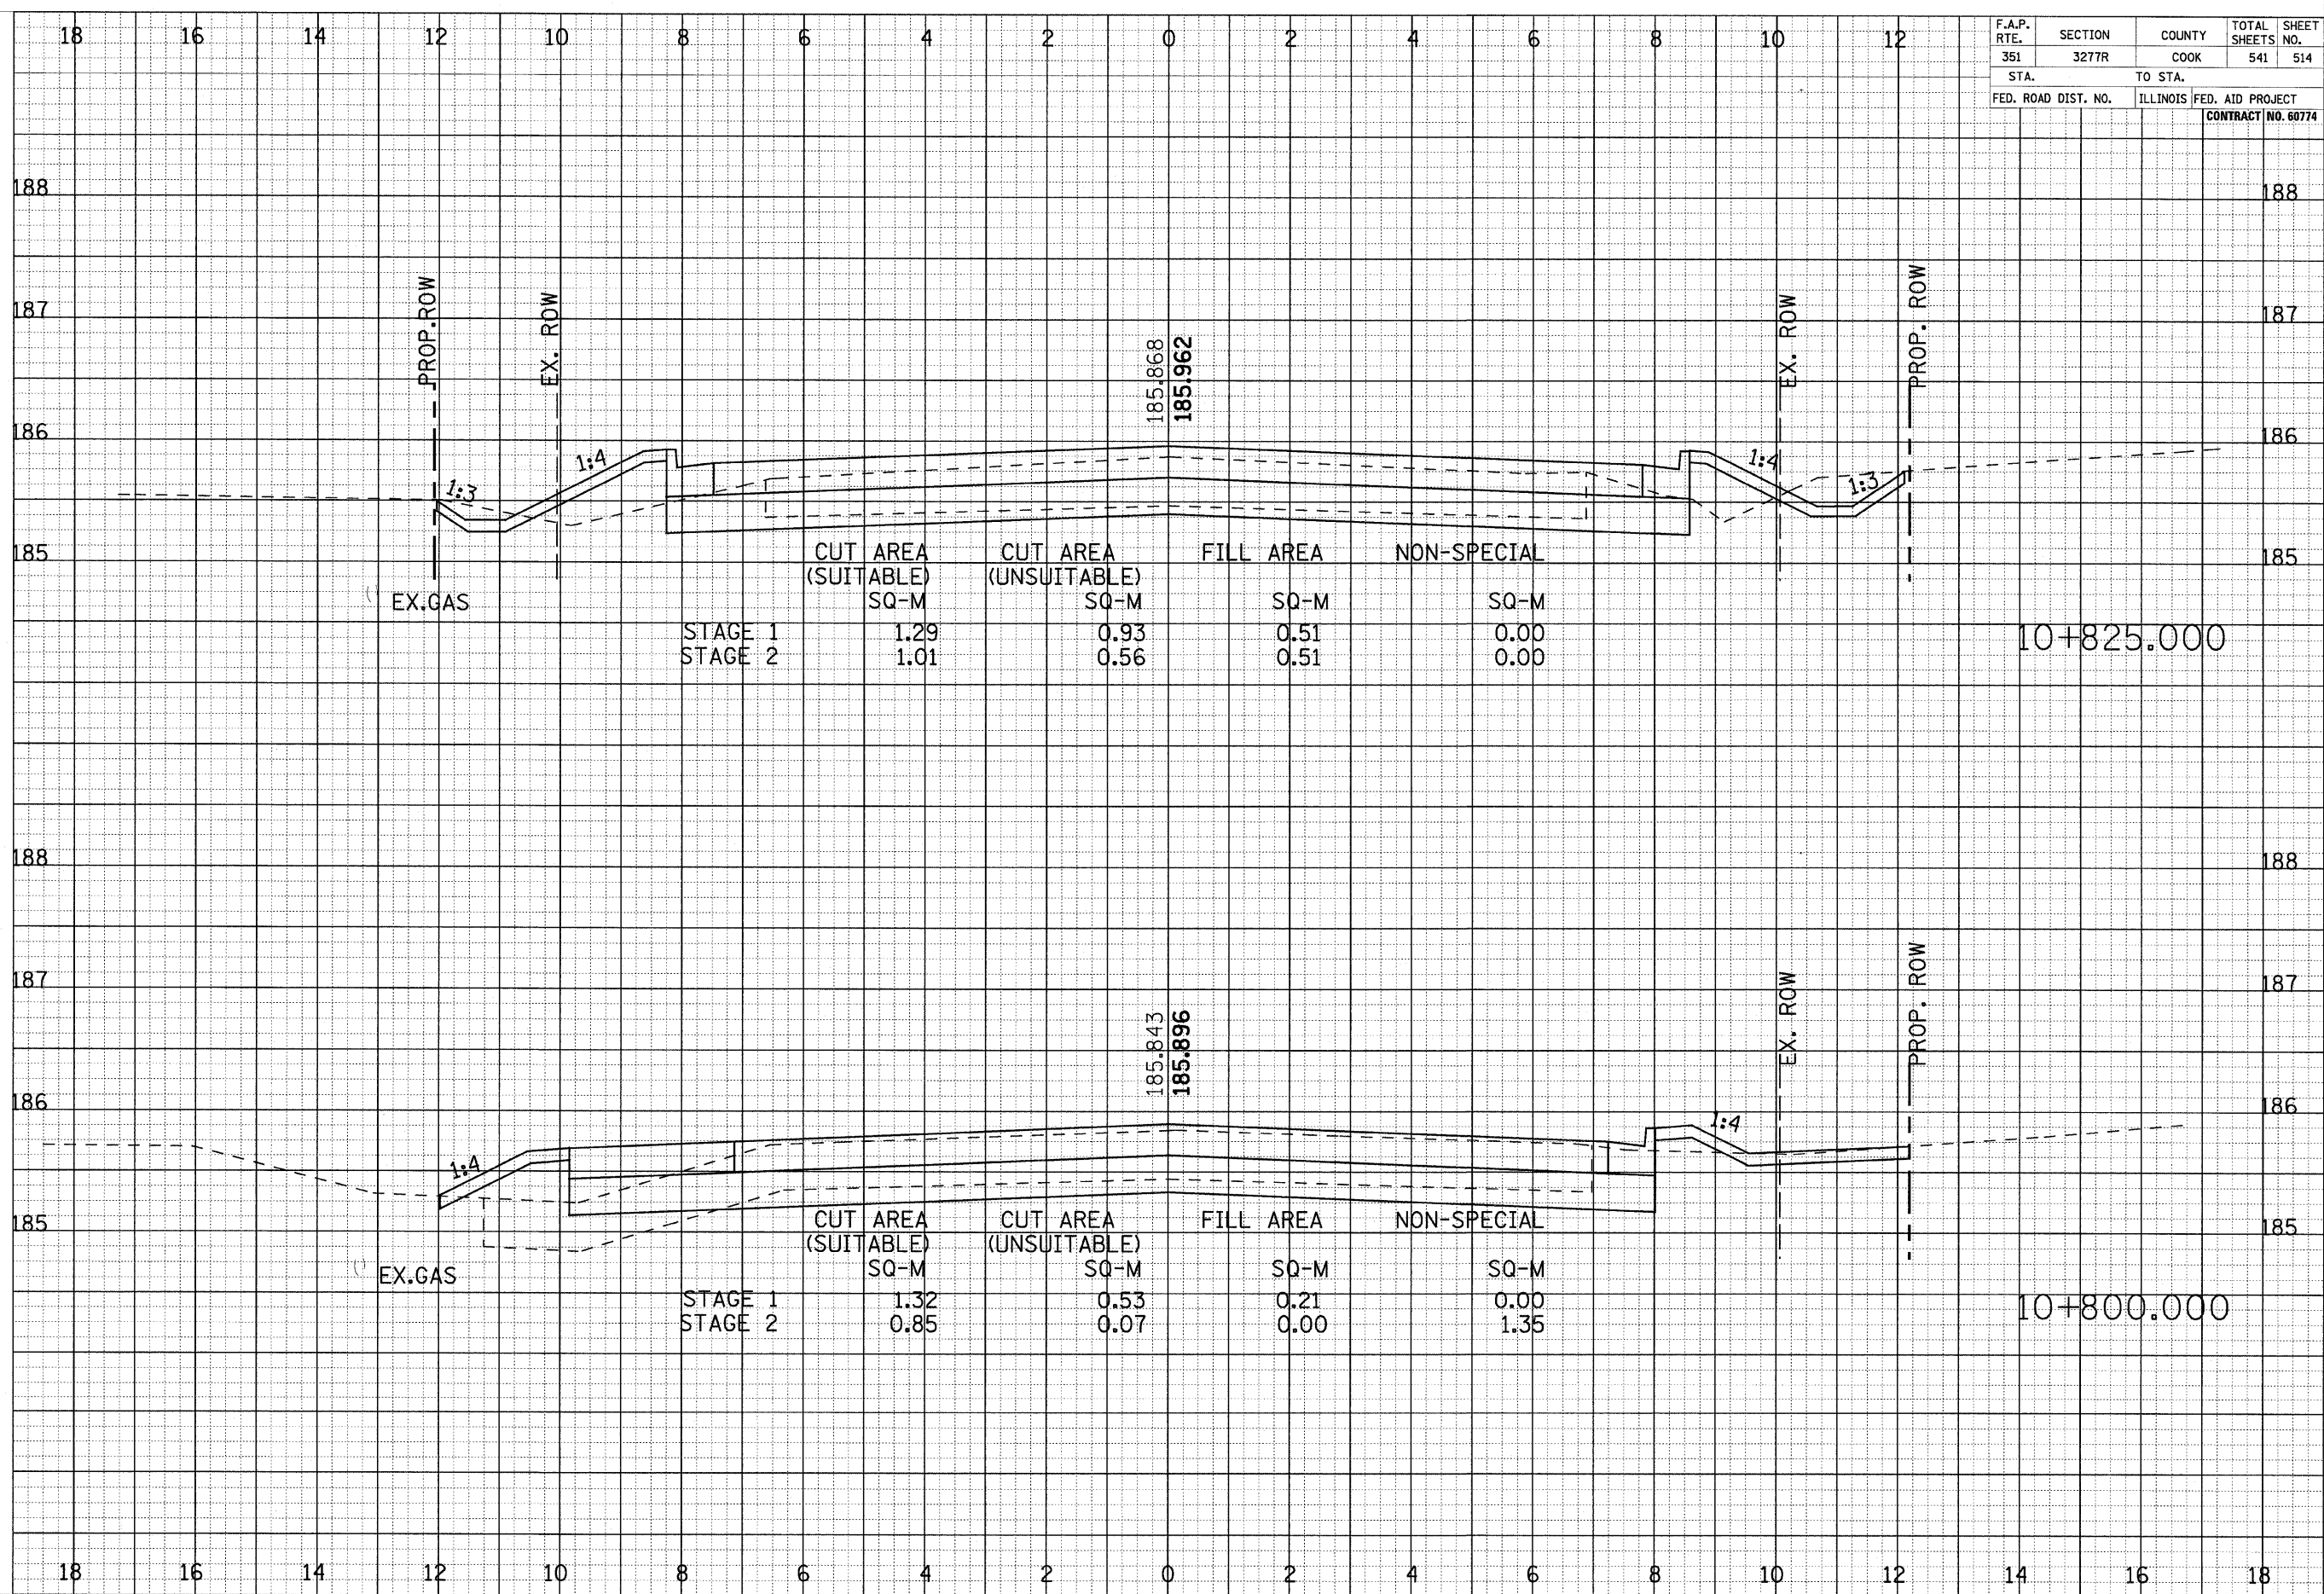 18 16 14 12 10 8 6 4 2 0 2 4 6 8 10 12
F.A.P. RTE. SECTION COUNTY TOTAL SHEETS SHEET NO.
351 3277R COOK 541 514
STA. TO STA.
FED. ROAD DIST. NO. ILLINOIS FED. AID PROJECT
CONTRACT NO. 60774
188 188
187 187
PROP.ROW
EX. ROW
185.868
185.962
EX. ROW
PROP. ROW
186 186
1:3
1:4
1:4
1:3
185 185
CUT AREA CUT AREA FILL AREA NON-SPECIAL
(SUITABLE) (UNSUITABLE)
EX.GAS
SQ-M SQ-M SQ-M SQ-M
STAGE 1 1.29 0.93 0.51 0.00
STAGE 2 1.01 0.56 0.51 0.00
10+825.000
188 188
187 187
185.843
185.896
EX. ROW
PROP. ROW
186 186
1:4
1:4
185 185
CUT AREA CUT AREA FILL AREA NON-SPECIAL
(SUITABLE) (UNSUITABLE)
EX.GAS
SQ-M SQ-M SQ-M SQ-M
STAGE 1 1.32 0.53 0.21 0.00
STAGE 2 0.85 0.07 0.00 1.35
10+800.000
18 16 14 12 10 8 6 4 2 0 2 4 6 8 10 12 14 16 18